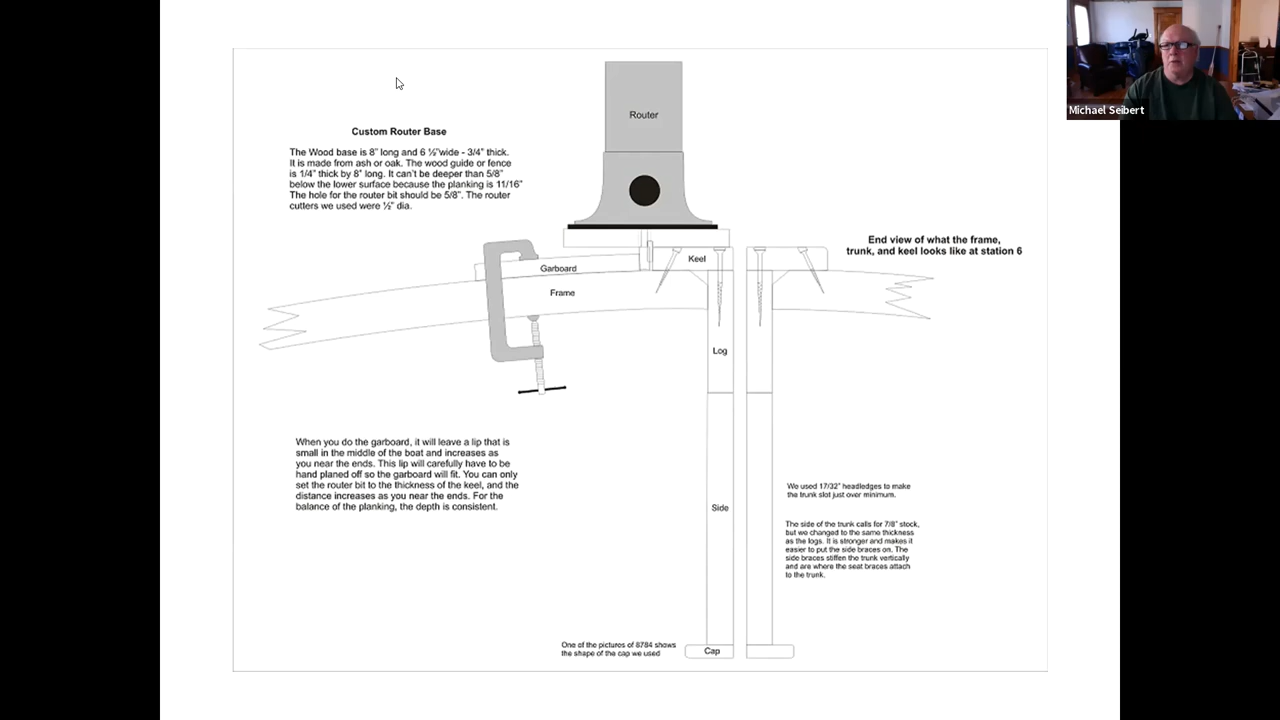 Michael Seibert
Router
Custom Router Base
The Wood base is 8" long and 6 ½"wide - 3/4" thick.
It is made from ash or oak. The wood guide or fence
is 1/4" thick by 8" long. It can't be deeper than 5/8"
below the lower surface because the planking is 11/16"
The hole for the router bit should be 5/8". The router
cutters we used were ½" dia.
End view of what the frame,
trunk, and keel looks like at station 6
Keel
Garboard
Frame
Log
When you do the garboard, it will leave a lip that is
small in the middle of the boat and increases as
you near the ends. This lip will carefully have to be
hand planed off so the garboard will fit. You can only
set the router bit to the thickness of the keel, and the
distance increases as you near the ends. For the
balance of the planking, the depth is consistent.
We used 17/32" headledges to make
the trunk slot just over minimum.
Side
The side of the trunk calls for 7/8" stock,
but we changed to the same thickness
as the logs. It is stronger and makes it
easier to put the side braces on. The
side braces stiffen the trunk vertically
and are where the seat braces attach
to the trunk.
One of the pictures of 8784 shows
the shape of the cap we used
Cap